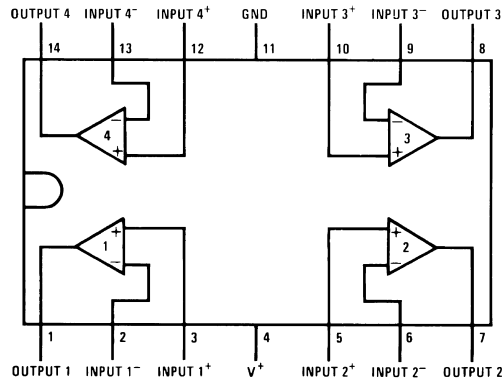 OUTPUT 4 INPUT 4⁻ INPUT 4⁺ GND INPUT 3⁺ INPUT 3⁻ OUTPUT 3
14 13 12 11 10 9 8
− −
4 3
+ +
+ +
1 2
− −
1 2 3 4 5 6 7
OUTPUT 1 INPUT 1⁻ INPUT 1⁺ V⁺ INPUT 2⁺ INPUT 2⁻ OUTPUT 2